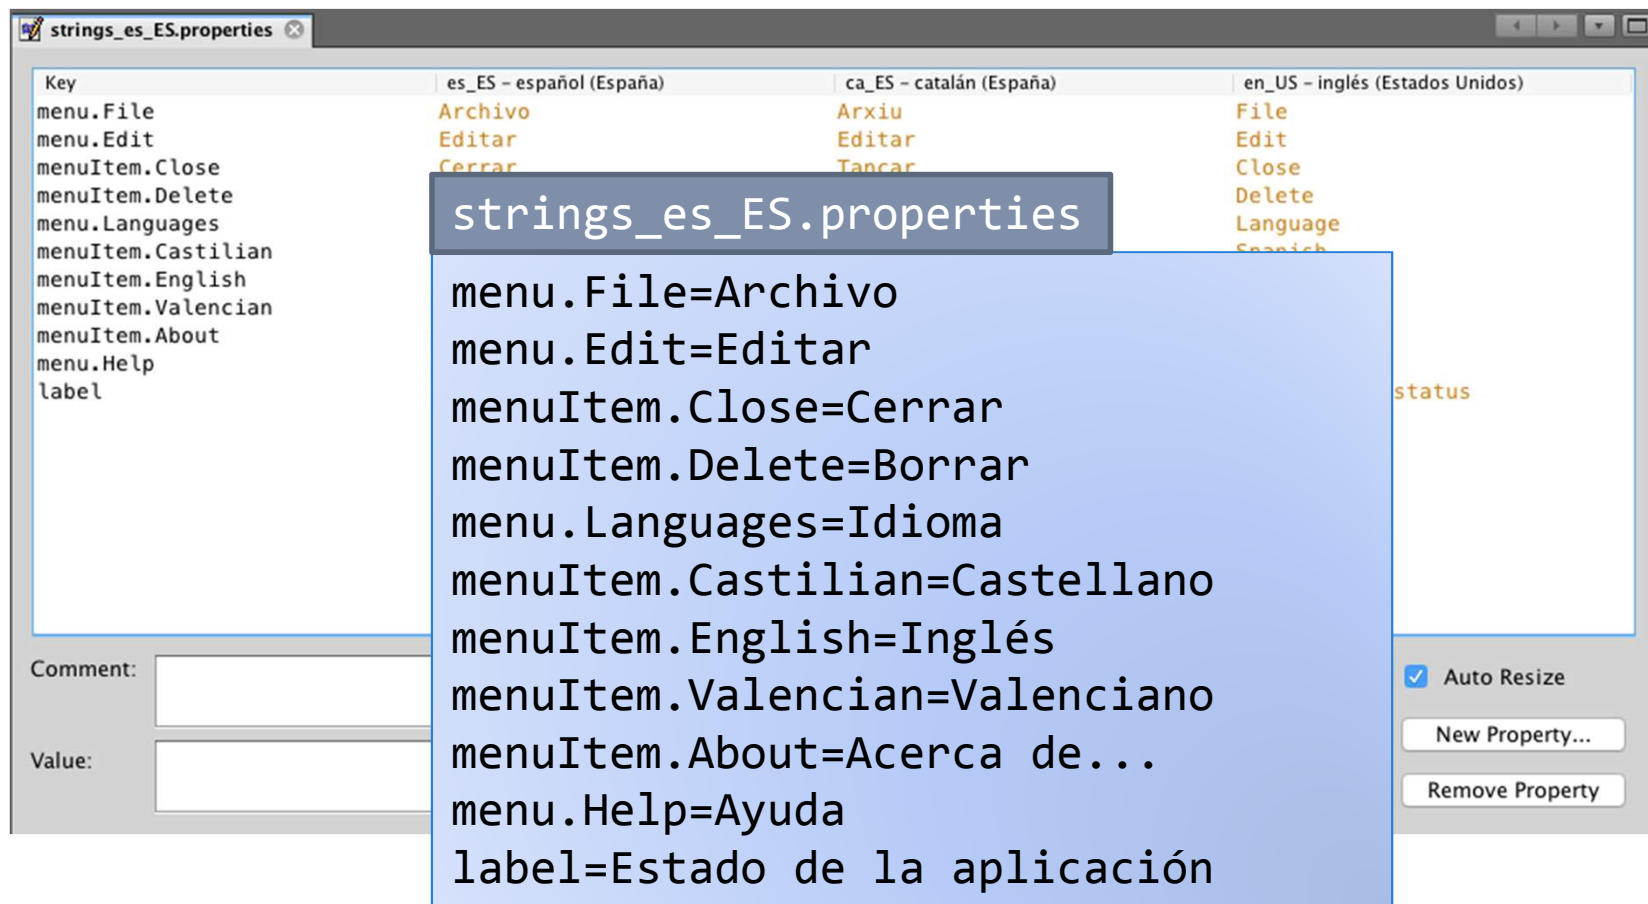 strings_es_ES.properties
Key es_ES – español (España) ca_ES – catalán (España) en_US – inglés (Estados Unidos)
menu.File Archivo Arxiu File
menu.Edit Editar Editar Edit
menuItem.Close Cerrar Tancar Close
menuItem.Delete Delete
menu.Languages Language
menuItem.Castilian Spanish
menuItem.English
menuItem.Valencian
menuItem.About
menu.Help
label status
strings_es_ES.properties
menu.File=Archivo
menu.Edit=Editar
menuItem.Close=Cerrar
menuItem.Delete=Borrar
menu.Languages=Idioma
menuItem.Castilian=Castellano
menuItem.English=Inglés
menuItem.Valencian=Valenciano
menuItem.About=Acerca de...
menu.Help=Ayuda
label=Estado de la aplicación
Comment:
Value:
Auto Resize
New Property...
Remove Property